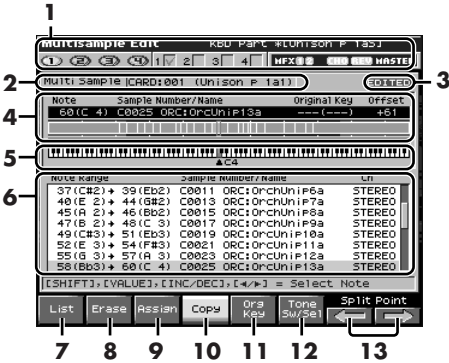 1
Multisample Edit KBD Part *[Unison P 1a5]
1 2 3 4 1 2 3 4 MFX 1 2 CHO REV MASTER
2 Multi Sample CARD:001 (Unison P 1a1) EDITED 3
Note Sample Number/Name Original Key Offset
4 60(C 4) C0025 ORC:OrcUniP13a ---(---) +61
5 ▲C4
Note Range Sample Number/Name Ch
6 37(C#2)→ 39(Eb2) C0011 ORC:OrchUniP6a STEREO
40(E 2)→ 44(G#2) C0013 ORC:OrchUniP7a STEREO
45(A 2)→ 46(Bb2) C0015 ORC:OrchUniP8a STEREO
47(B 2)→ 48(C 3) C0017 ORC:OrchUniP9a STEREO
49(C#3)→ 51(Eb3) C0019 ORC:OrcUniP10a STEREO
52(E 3)→ 54(F#3) C0021 ORC:OrcUniP11a STEREO
55(G 3)→ 57(A 3) C0023 ORC:OrcUniP12a STEREO
58(Bb3)→ 60(C 4) C0025 ORC:OrcUniP13a STEREO
[SHIFT],[VALUE],[INC/DEC],[◄/►] = Select Note
List Erase Assign Copy Org Key Tone Sw/Sel Split Point
7 8 9 10 11 12 13